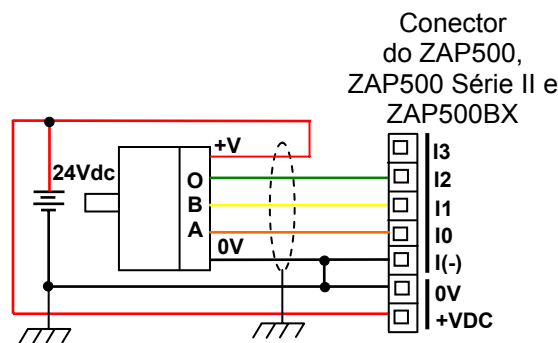 Conector
do ZAP500,
ZAP500 Série II e
ZAP500BX
+V
I3
24Vdc
O
I2
B
I1
A
I0
0V
I(-)
0V
+VDC